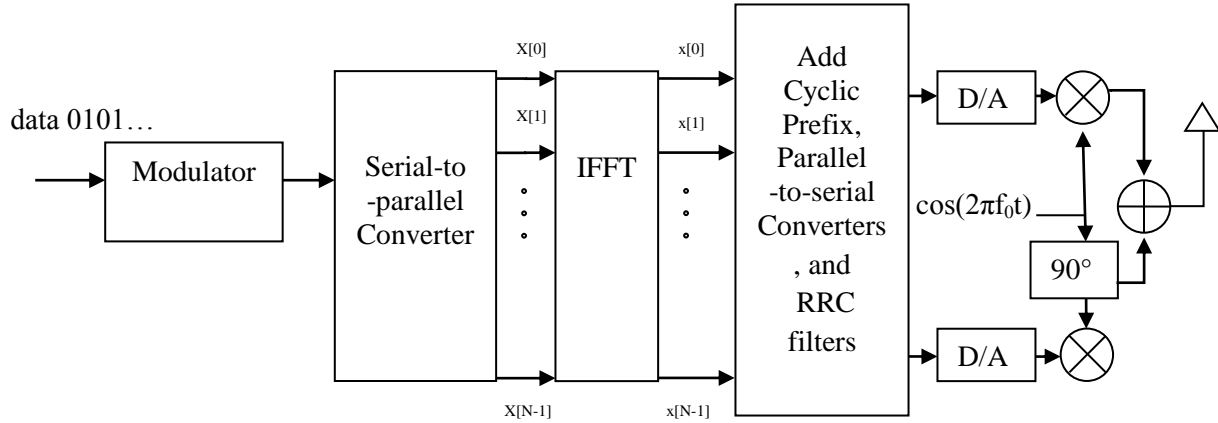 data 0101…
Modulator
Serial-to
-parallel
Converter
X[0]
X[1]
X[N-1]
IFFT
x[0]
x[1]
x[N-1]
Add
Cyclic
Prefix,
Parallel
-to-serial
Converters
, and
RRC
filters
D/A
cos(2πf₀t)
90°
D/A